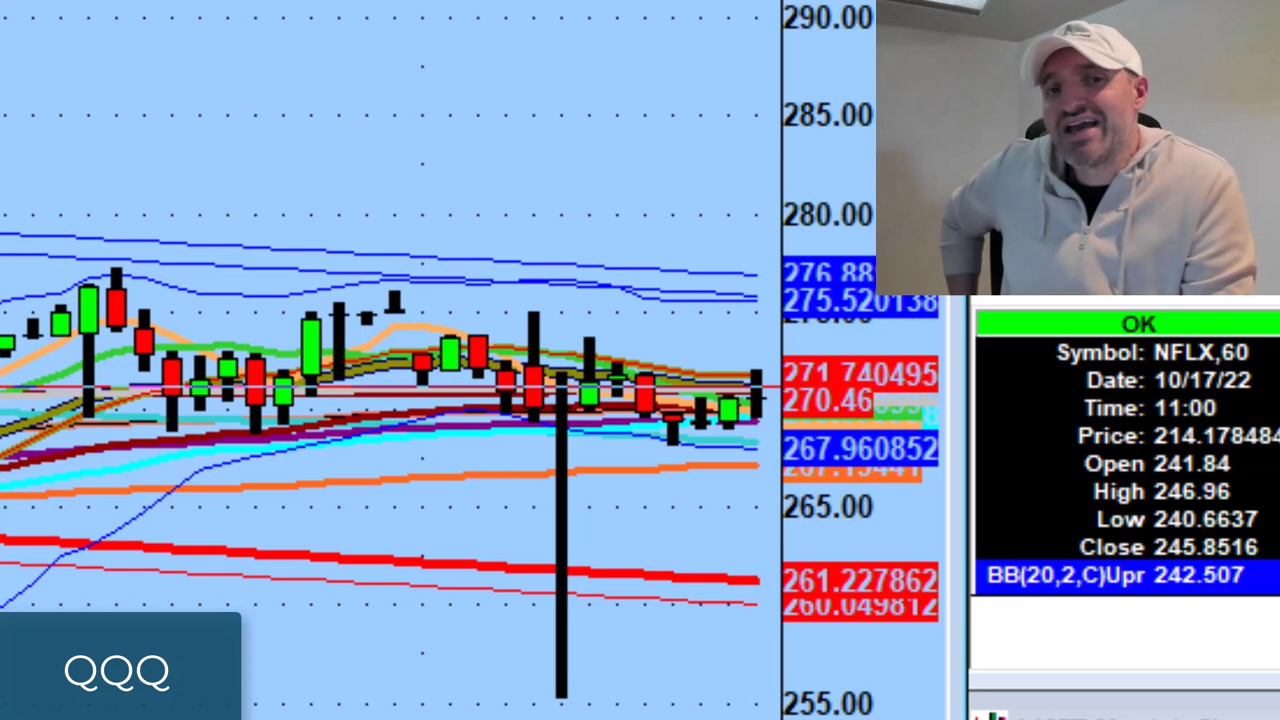 290.00
285.00
280.00
275.520138
271.740495
270.46
267.960852
265.00
261.227862
260.049812
255.00
QQQ
OK
Symbol: NFLX,60
Date: 10/17/22
Time: 11:00
Price: 214.178484
Open 241.84
High 246.96
Low 240.6637
Close 245.8516
BB(20,2,C)Upr 242.507